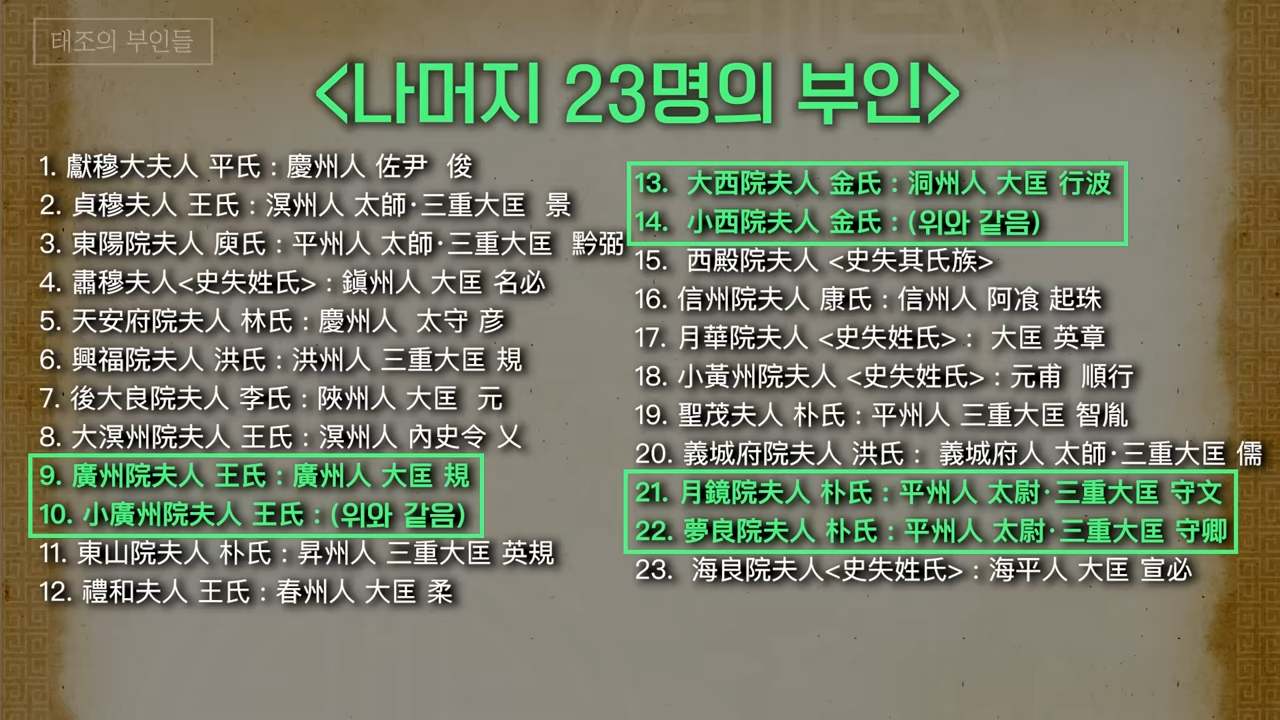 태조의 부인들
<나머지 23명의 부인>
1. 獻穆大夫人 平氏 : 慶州人 佐尹 俊
2. 貞穆夫人 王氏 : 溟州人 太師·三重大匡 景
3. 東陽院夫人 庾氏 : 平州人 太師·三重大匡 黔弼
4. 肅穆夫人<史失姓氏> : 鎭州人 大匡 名必
5. 天安府院夫人 林氏 : 慶州人 太守 彦
6. 興福院夫人 洪氏 : 洪州人 三重大匡 規
7. 後大良院夫人 李氏 : 陜州人 大匡 元
8. 大溟州院夫人 王氏 : 溟州人 內史令 乂
9. 廣州院夫人 王氏 : 廣州人 大匡 規
10. 小廣州院夫人 王氏 : (위와 같음)
11. 東山院夫人 朴氏 : 昇州人 三重大匡 英規
12. 禮和夫人 王氏 : 春州人 大匡 柔
13. 大西院夫人 金氏 : 洞州人 大匡 行波
14. 小西院夫人 金氏 : (위와 같음)
15. 西殿院夫人 <史失其氏族>
16. 信州院夫人 康氏 : 信州人 阿飡 起珠
17. 月華院夫人 <史失姓氏> : 大匡 英章
18. 小黃州院夫人 <史失姓氏> : 元甫 順行
19. 聖茂夫人 朴氏 : 平州人 三重大匡 智胤
20. 義城府院夫人 洪氏 : 義城府人 太師·三重大匡 儒
21. 月鏡院夫人 朴氏 : 平州人 太尉·三重大匡 守文
22. 夢良院夫人 朴氏 : 平州人 太尉·三重大匡 守卿
23. 海良院夫人<史失姓氏> : 海平人 大匡 宣必